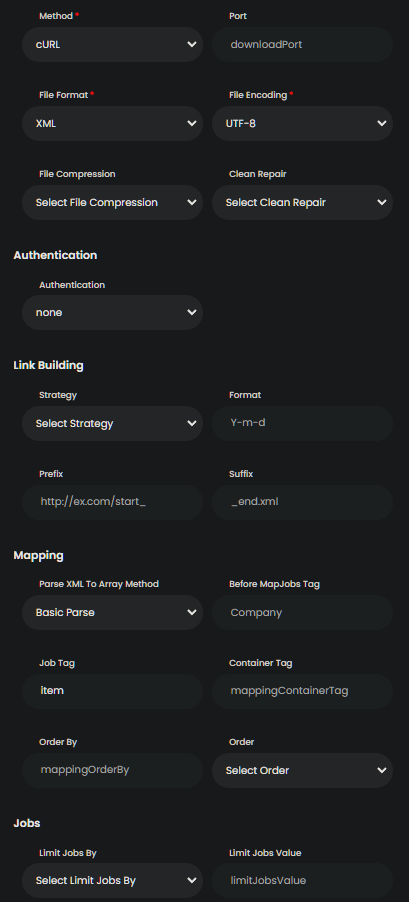 Method * Port
cURL downloadPort
File Format * File Encoding *
XML UTF-8
File Compression Clean Repair
Select File Compression Select Clean Repair
Authentication
Authentication
none
Link Building
Strategy Format
Select Strategy Y-m-d
Prefix Suffix
http://ex.com/start_ _end.xml
Mapping
Parse XML To Array Method Before MapJobs Tag
Basic Parse Company
Job Tag Container Tag
item mappingContainerTag
Order By Order
mappingOrderBy Select Order
Jobs
Limit Jobs By Limit Jobs Value
Select Limit Jobs By limitJobsValue